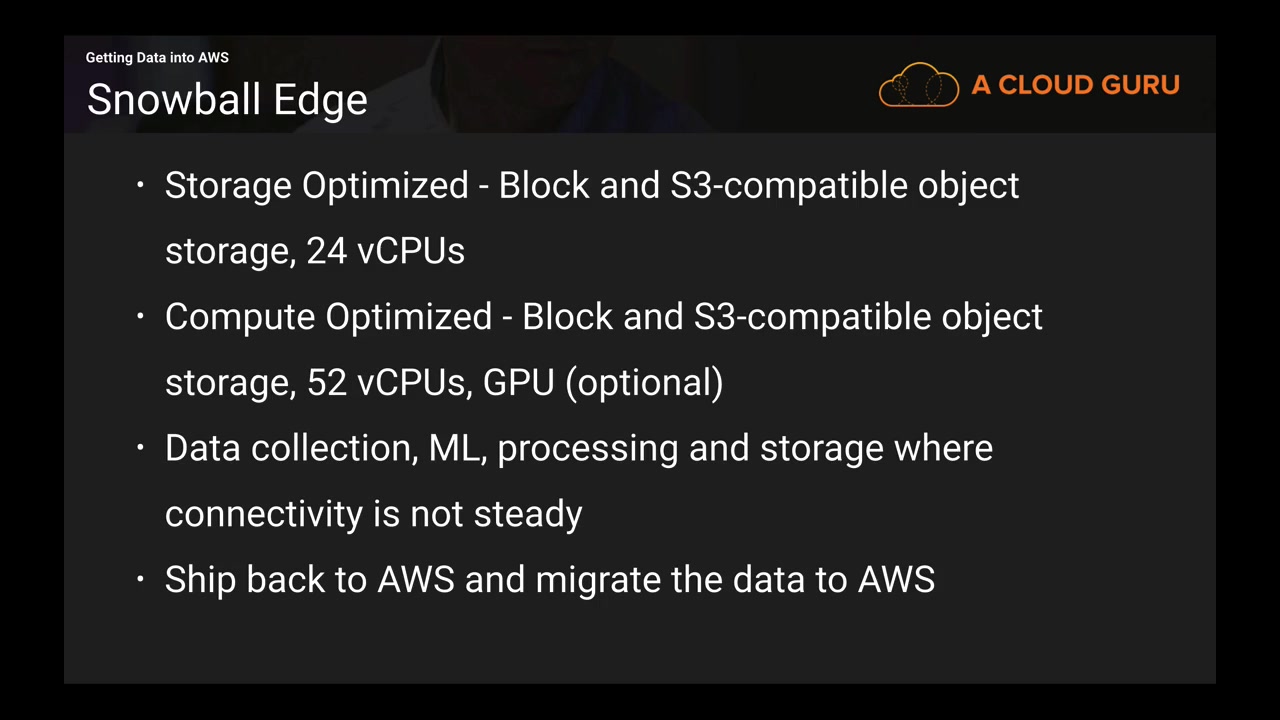 Getting Data into AWS
Snowball Edge
A CLOUD GURU
• Storage Optimized - Block and S3-compatible object
storage, 24 vCPUs
• Compute Optimized - Block and S3-compatible object
storage, 52 vCPUs, GPU (optional)
• Data collection, ML, processing and storage where
connectivity is not steady
• Ship back to AWS and migrate the data to AWS